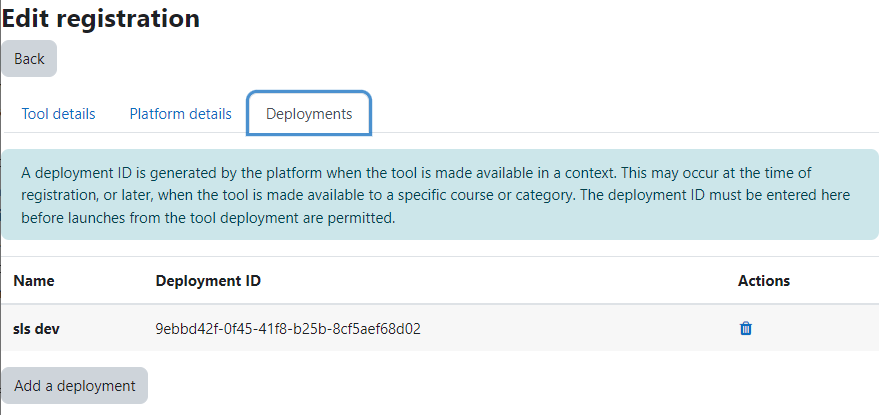 Edit registration
Back
Tool details Platform details Deployments
A deployment ID is generated by the platform when the tool is made available in a context. This may occur at the time of
registration, or later, when the tool is made available to a specific course or category. The deployment ID must be entered here
before launches from the tool deployment are permitted.
Name Deployment ID Actions
sls dev 9ebbd42f-0f45-41f8-b25b-8cf5aef68d02
Add a deployment